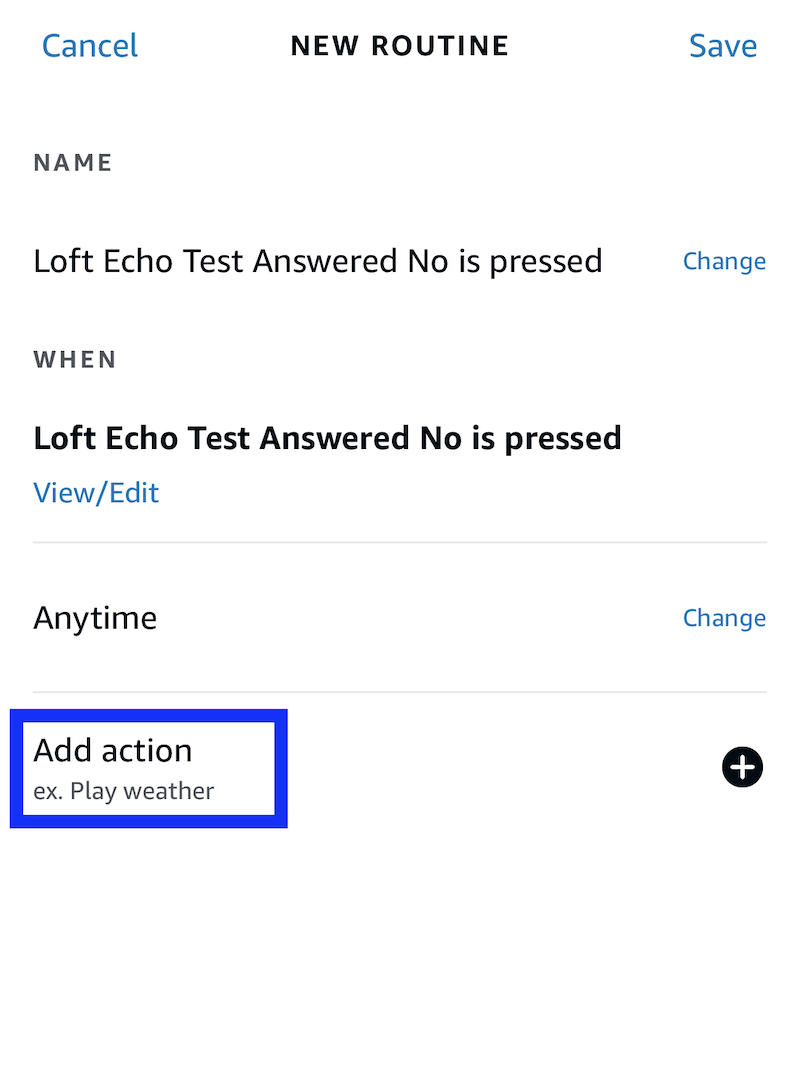 Cancel NEW ROUTINE Save
NAME
Loft Echo Test Answered No is pressed Change
WHEN
Loft Echo Test Answered No is pressed
View/Edit
Anytime Change
Add action
ex. Play weather